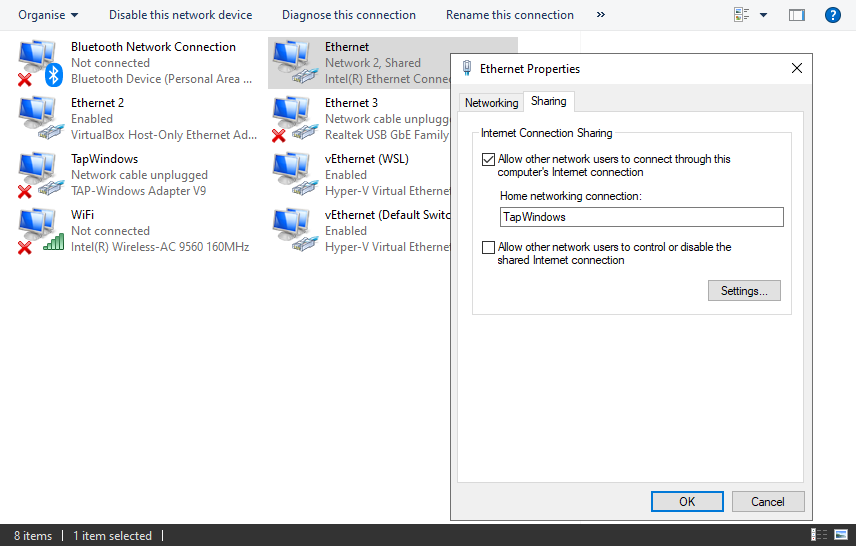 Organise
Disable this network device
Diagnose this connection
Rename this connection
»
?
Bluetooth Network Connection
Not connected
Bluetooth Device (Personal Area ...
Ethernet
Network 2, Shared
Intel(R) Ethernet Conne
Ethernet 2
Enabled
VirtualBox Host-Only Ethernet Ad...
Ethernet 3
Network cable unplugg
Realtek USB GbE Family
TapWindows
Network cable unplugged
TAP-Windows Adapter V9
vEthernet (WSL)
Enabled
Hyper-V Virtual Etherne
WiFi
Not connected
Intel(R) Wireless-AC 9560 160MHz
vEthernet (Default Switc
Enabled
Hyper-V Virtual Etherne
Ethernet Properties
Networking
Sharing
Internet Connection Sharing
Allow other network users to connect through this
computer's Internet connection
Home networking connection:
TapWindows
Allow other network users to control or disable the
shared Internet connection
Settings...
OK
Cancel
8 items
1 item selected